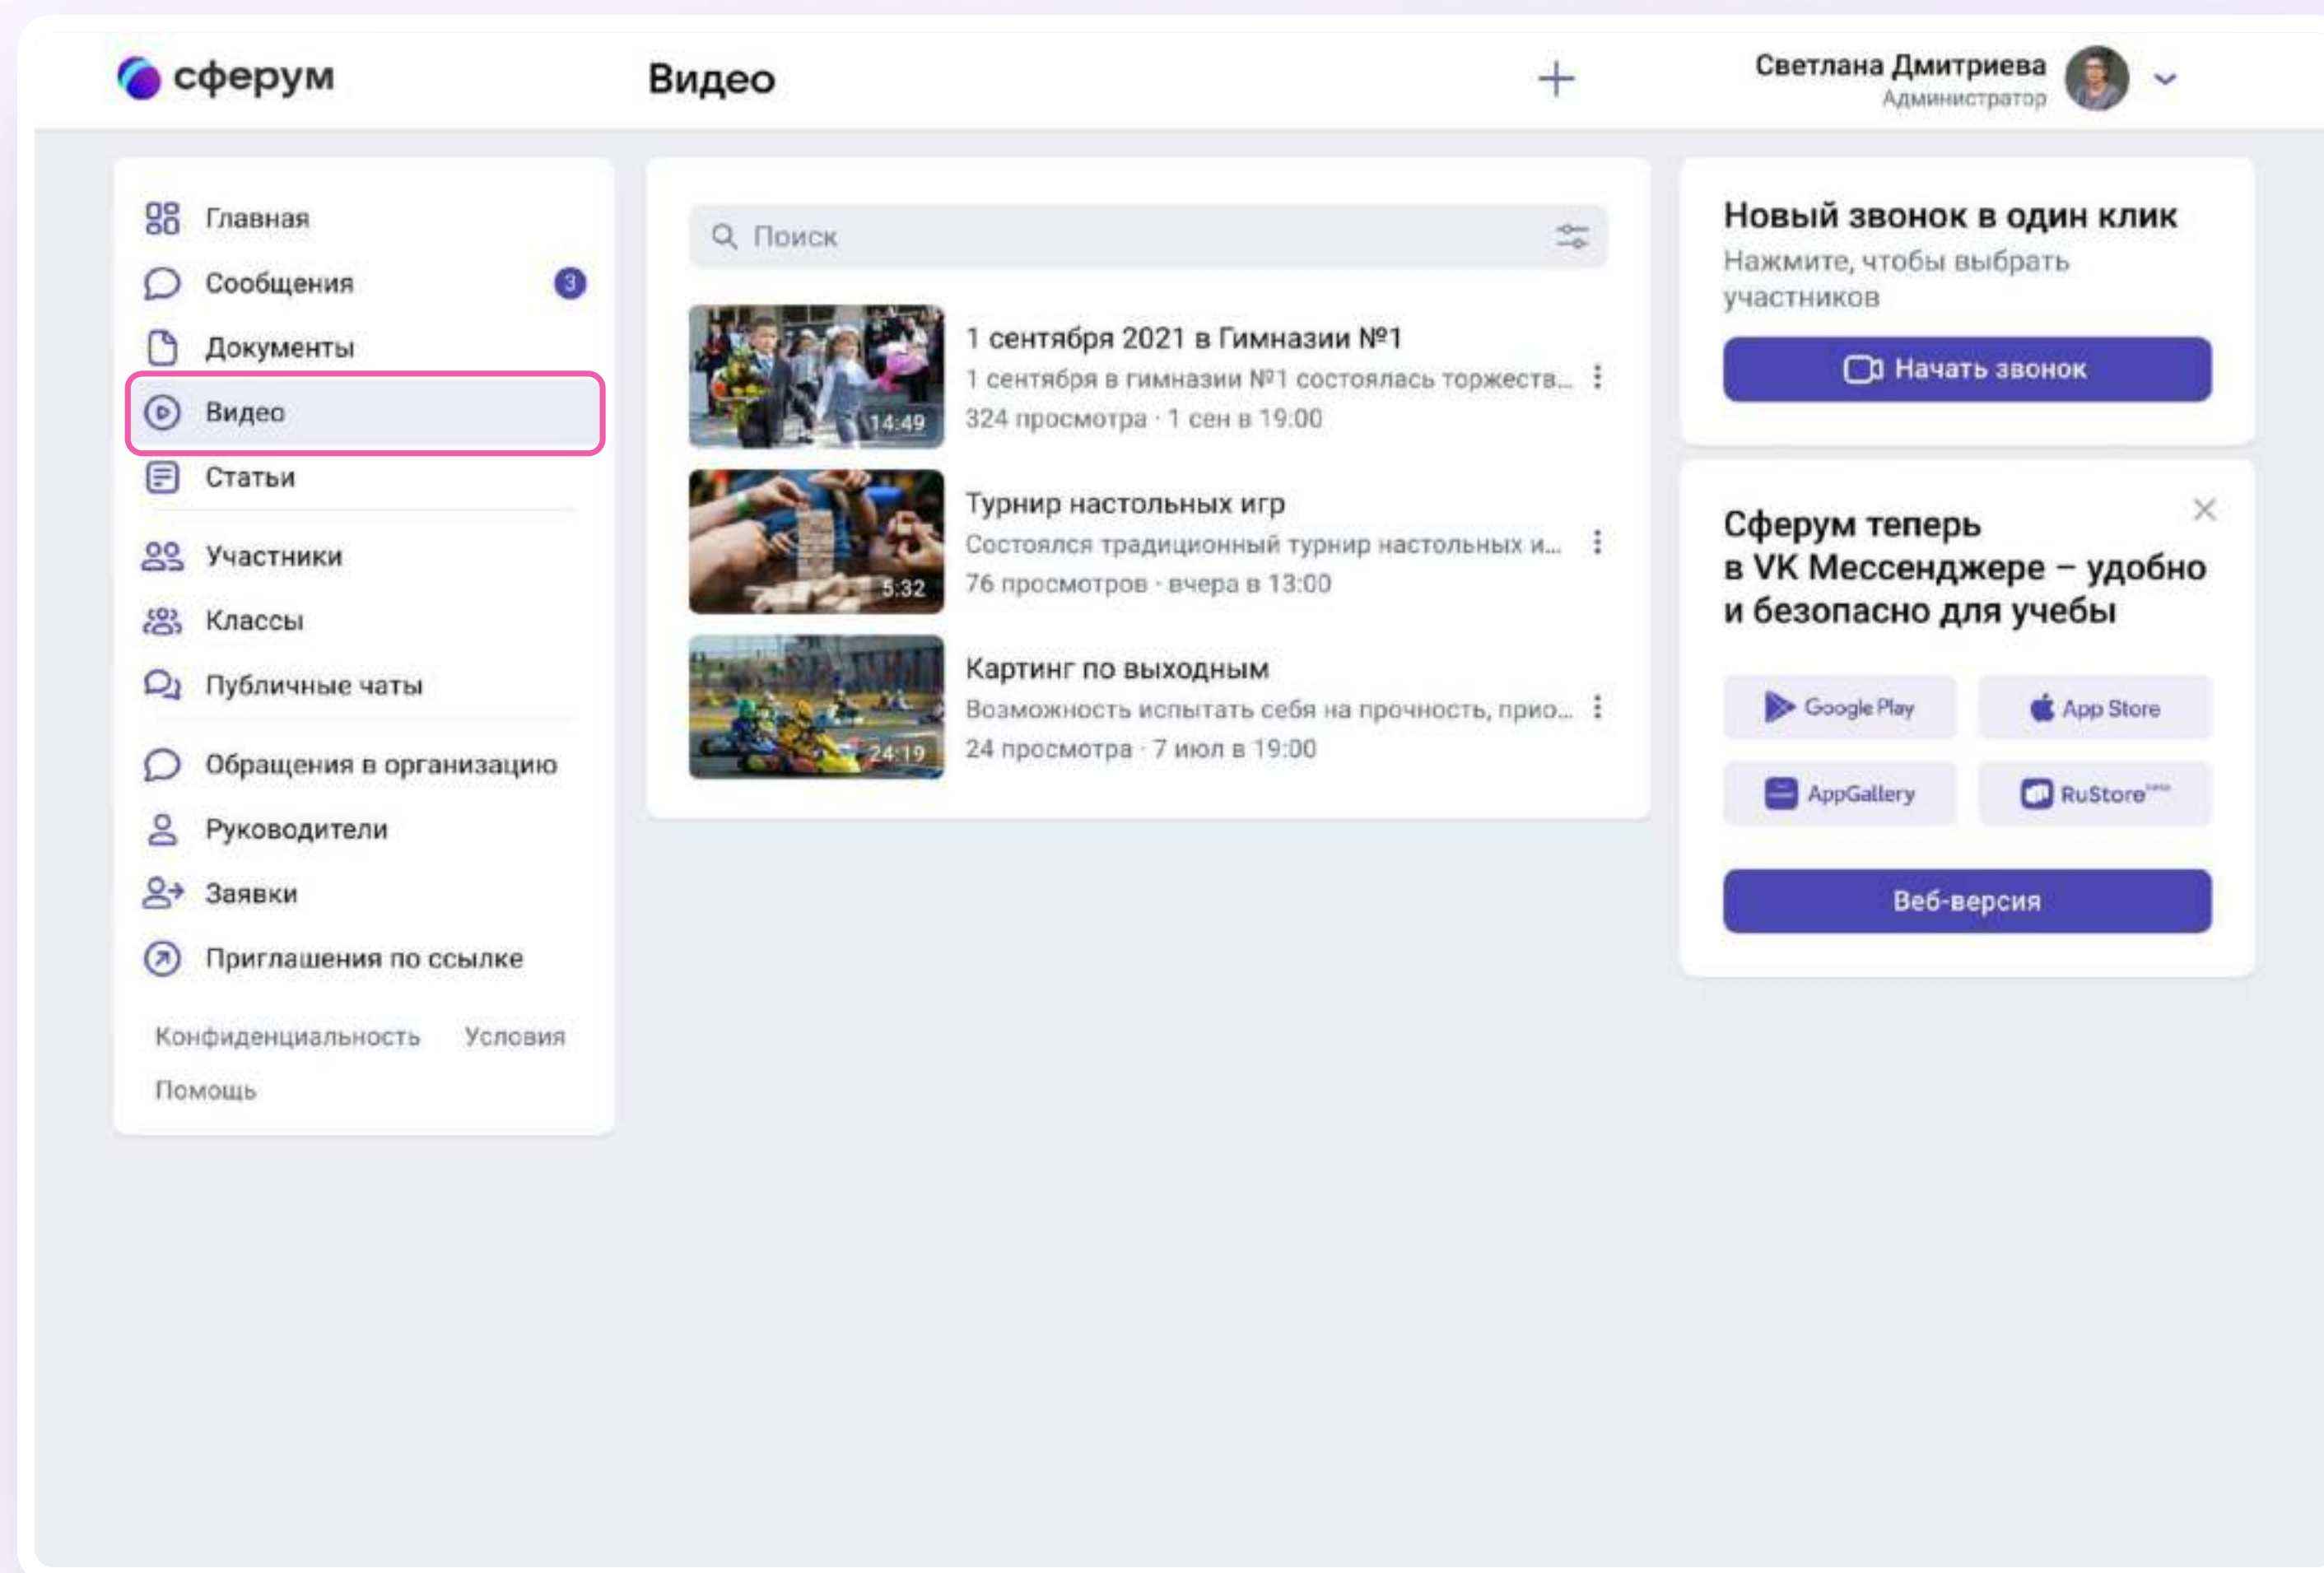 сферум
Видео
Светлана Дмитриева
Администратор
Главная
Сообщения
3
Документы
Видео
Статьи
Участники
Классы
Публичные чаты
Обращения в организацию
Руководители
Заявки
Приглашения по ссылке
Конфиденциальность Условия
Помощь
Поиск
14:49
1 сентября 2021 в Гимназии №1
1 сентября в гимназии №1 состоялась торжеств...
324 просмотра · 1 сен в 19:00
5:32
Турнир настольных игр
Состоялся традиционный турнир настольных и...
76 просмотров · вчера в 13:00
24:19
Картинг по выходным
Возможность испытать себя на прочность, прио...
24 просмотра · 7 июл в 19:00
Новый звонок в один клик
Нажмите, чтобы выбрать
участников
Начать звонок
Сферум теперь
в VK Мессенджере – удобно
и безопасно для учебы
Google Play
App Store
AppGallery
RuStore
Веб-версия